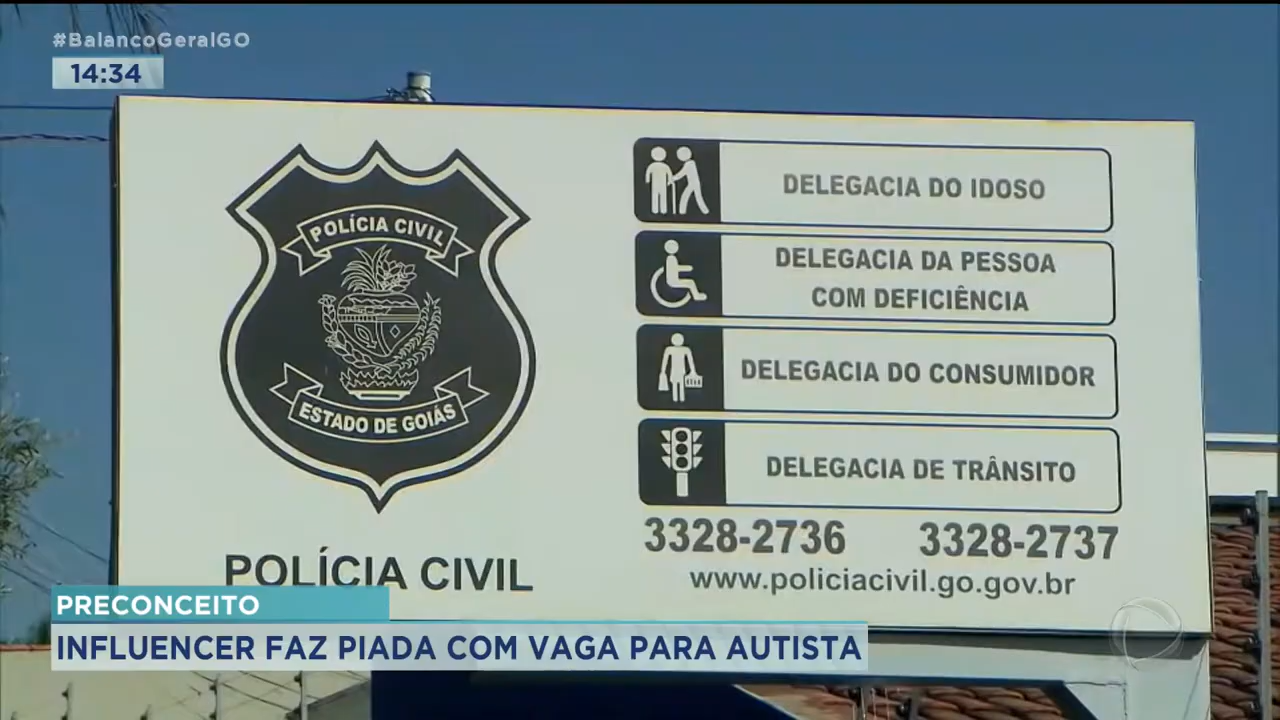 #BalancoGeralGO
14:34
POLÍCIA CIVIL
ESTADO DE GOIÁS
POLÍCIA CIVIL
DELEGACIA DO IDOSO
DELEGACIA DA PESSOA
COM DEFICIÊNCIA
DELEGACIA DO CONSUMIDOR
DELEGACIA DE TRÂNSITO
3328-2736 3328-2737
www.policiacivil.go.gov.br
PRECONCEITO
INFLUENCER FAZ PIADA COM VAGA PARA AUTISTA